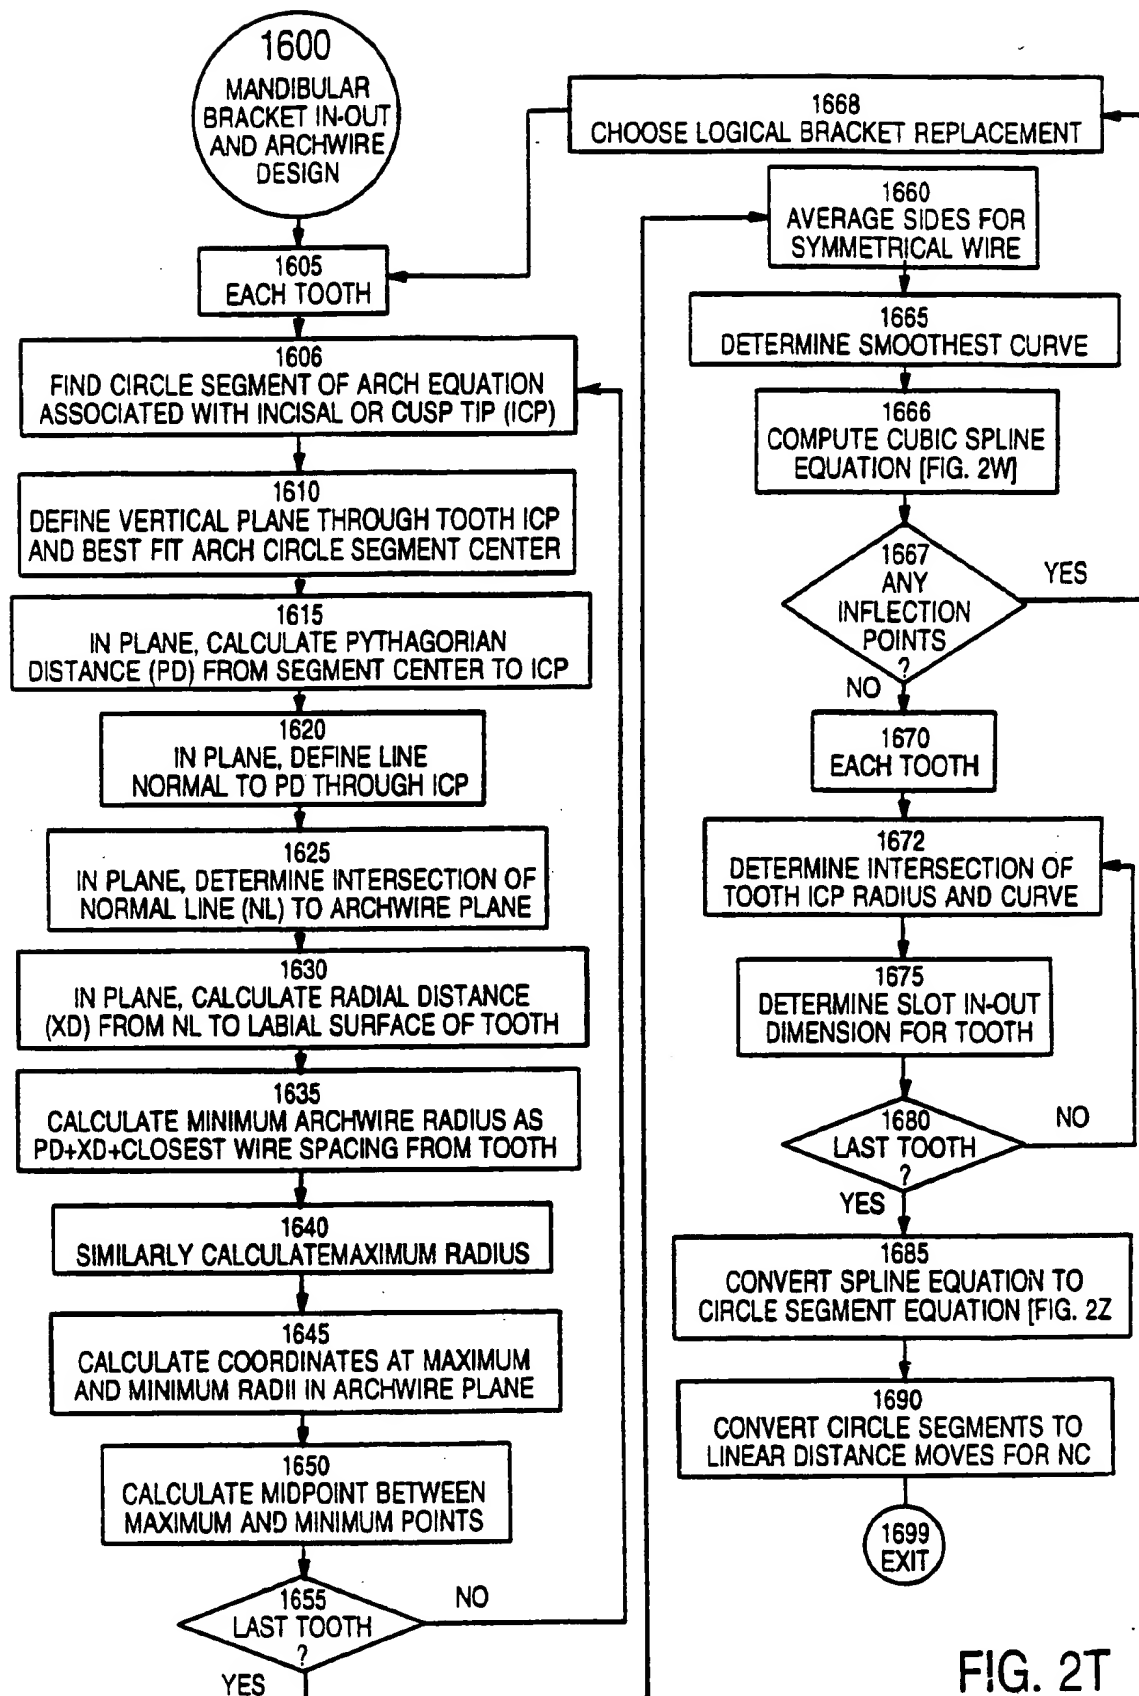 1600
MANDIBULAR
BRACKET IN-OUT
AND ARCHWIRE
DESIGN
1605
EACH TOOTH
1606
FIND CIRCLE SEGMENT OF ARCH EQUATION
ASSOCIATED WITH INCISAL OR CUSP TIP (ICP)
1610
DEFINE VERTICAL PLANE THROUGH TOOTH ICP
AND BEST FIT ARCH CIRCLE SEGMENT CENTER
1615
IN PLANE, CALCULATE PYTHAGORIAN
DISTANCE (PD) FROM SEGMENT CENTER TO ICP
1620
IN PLANE, DEFINE LINE
NORMAL TO PD THROUGH ICP
1625
IN PLANE, DETERMINE INTERSECTION OF
NORMAL LINE (NL) TO ARCHWIRE PLANE
1630
IN PLANE, CALCULATE RADIAL DISTANCE
(XD) FROM NL TO LABIAL SURFACE OF TOOTH
1635
CALCULATE MINIMUM ARCHWIRE RADIUS AS
PD+XD+CLOSEST WIRE SPACING FROM TOOTH
1640
SIMILARLY CALCULATEMAXIMUM RADIUS
1645
CALCULATE COORDINATES AT MAXIMUM
AND MINIMUM RADII IN ARCHWIRE PLANE
1650
CALCULATE MIDPOINT BETWEEN
MAXIMUM AND MINIMUM POINTS
1655
LAST TOOTH
?
NO
YES
1668
CHOOSE LOGICAL BRACKET REPLACEMENT
1660
AVERAGE SIDES FOR
SYMMETRICAL WIRE
1665
DETERMINE SMOOTHEST CURVE
1666
COMPUTE CUBIC SPLINE
EQUATION [FIG. 2W]
1667
ANY
INFLECTION
POINTS
?
YES
NO
1670
EACH TOOTH
1672
DETERMINE INTERSECTION OF
TOOTH ICP RADIUS AND CURVE
1675
DETERMINE SLOT IN-OUT
DIMENSION FOR TOOTH
1680
LAST TOOTH
?
NO
YES
1685
CONVERT SPLINE EQUATION TO
CIRCLE SEGMENT EQUATION [FIG. 2Z
1690
CONVERT CIRCLE SEGMENTS TO
LINEAR DISTANCE MOVES FOR NC
1699
EXIT
FIG. 2T